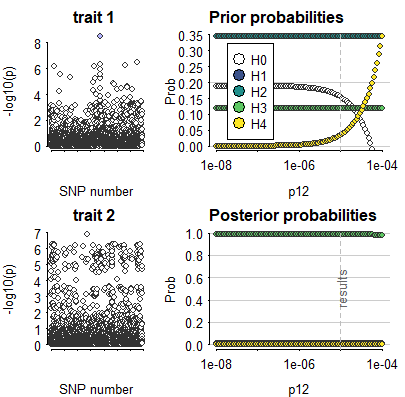 trait 1
-log10(p)
8
6
4
2
0
SNP number
Prior probabilities
Prob
0.35
0.30
0.25
0.20
0.15
0.10
0.05
0.00
H0
H1
H2
H3
H4
1e-08
1e-06
1e-04
p12
trait 2
-log10(p)
7
6
5
4
3
2
1
0
SNP number
Posterior probabilities
Prob
1.0
0.8
0.6
0.4
0.2
0.0
results
1e-08
1e-06
1e-04
p12